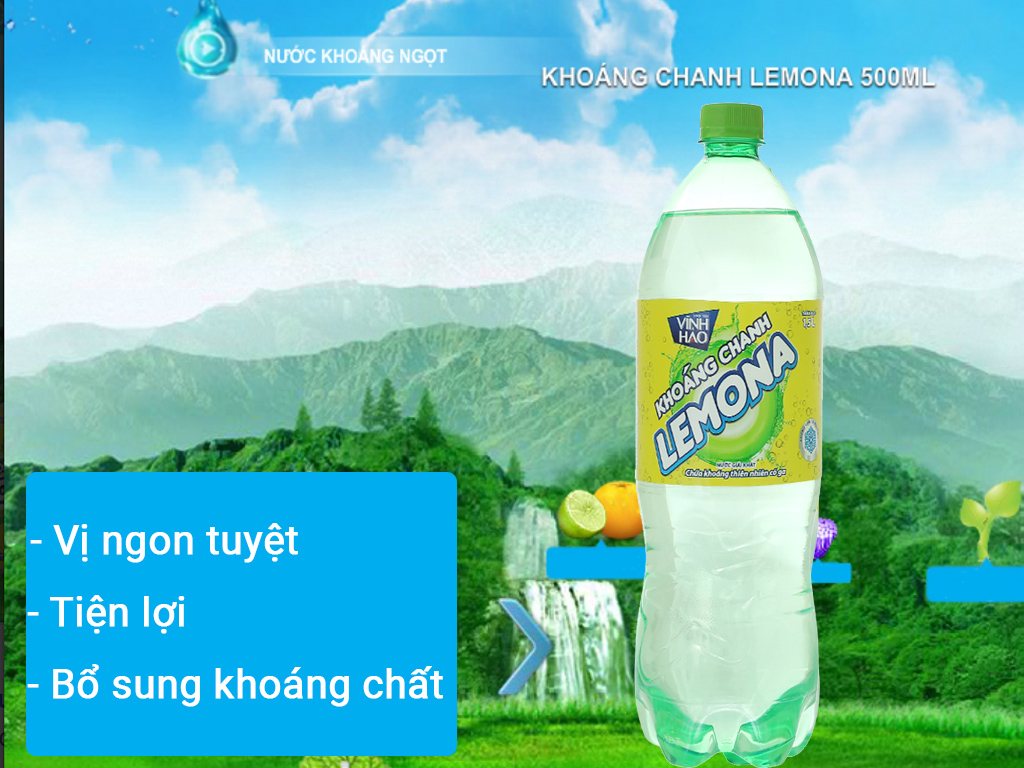 NƯỚC KHOÁNG NGỌT
KHOÁNG CHANH LEMONA 500ML
VĨNH
HẢO
1,5L
KHOÁNG CHANH
LEMONA
NƯỚC GIẢI KHÁT
Chứa khoáng thiên nhiên có ga
- Vị ngon tuyệt
- Tiện lợi
- Bổ sung khoáng chất